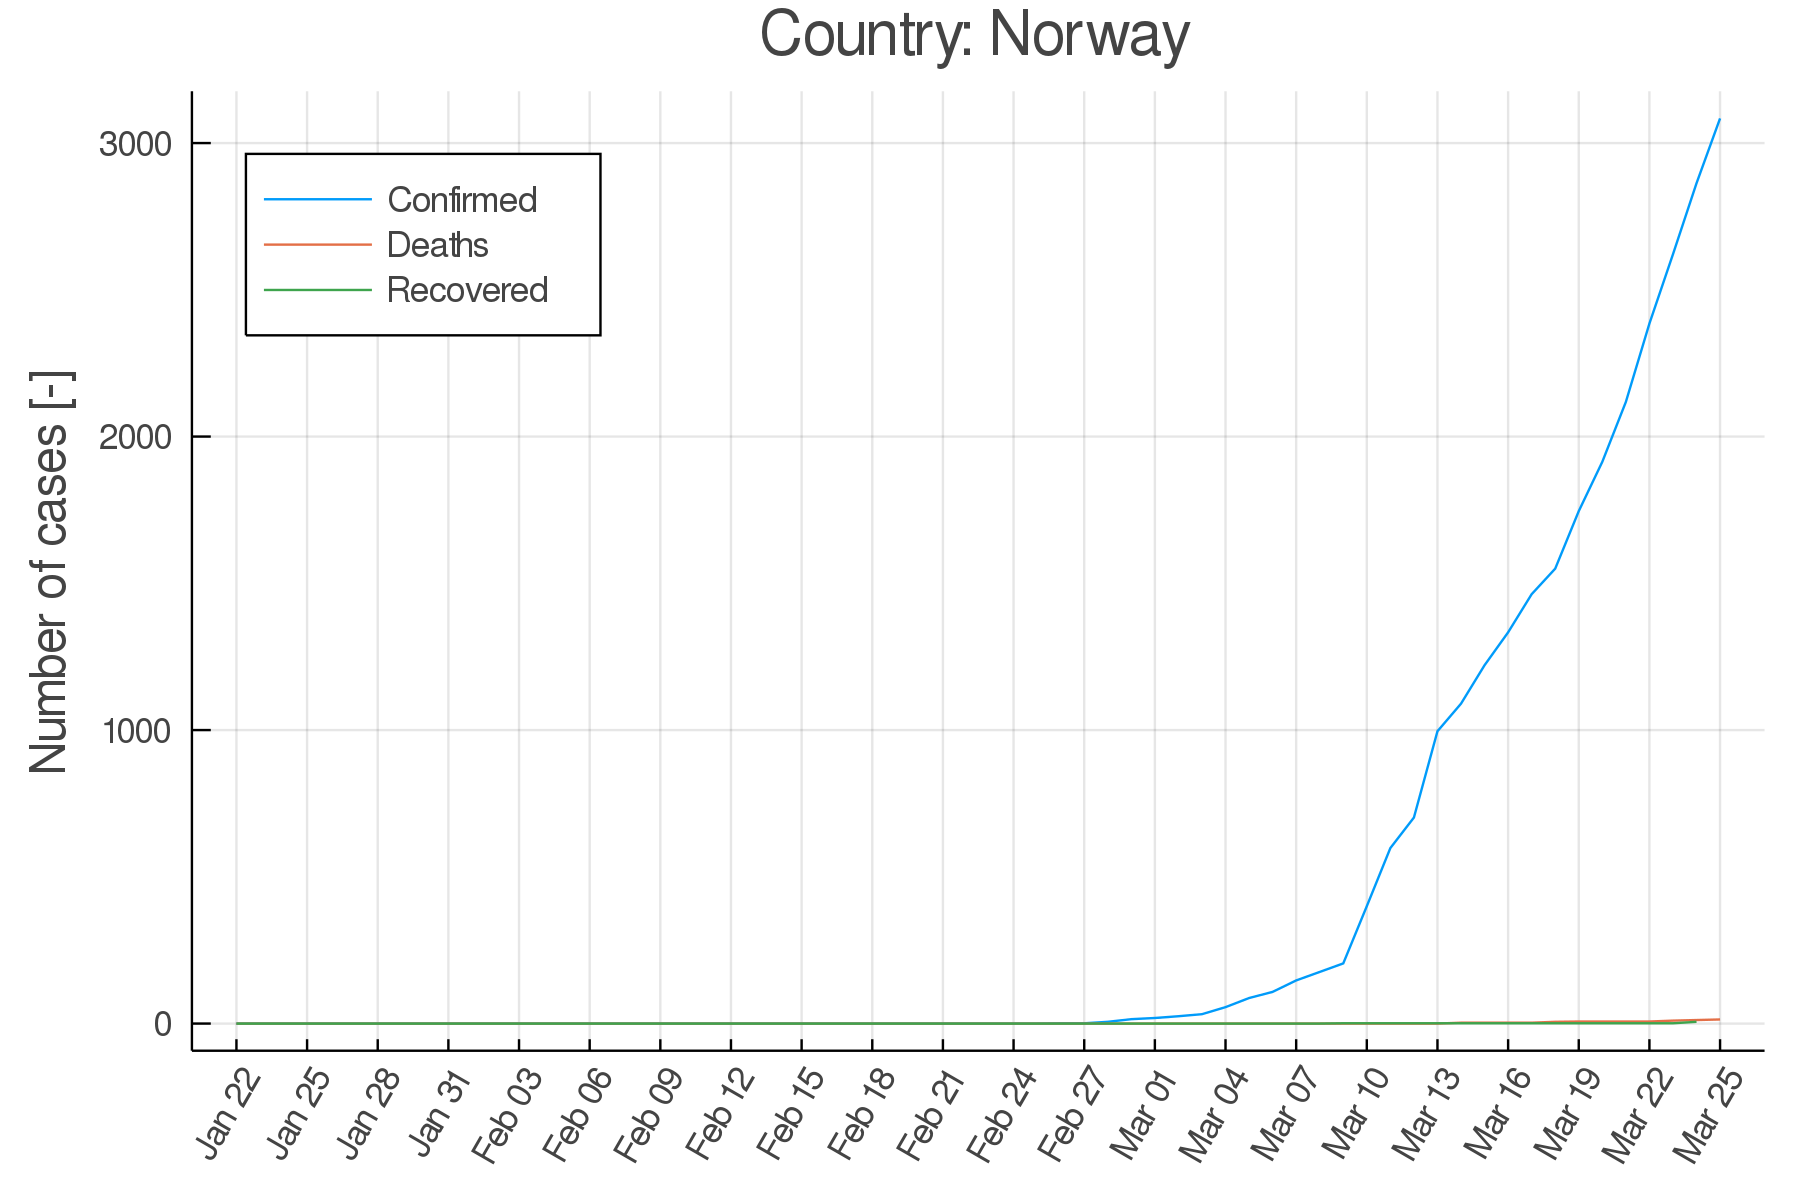 Country: Norway
3000
2000
1000
0
Number of cases [-]
Confirmed
Deaths
Recovered
Jan 22
Jan 25
Jan 28
Jan 31
Feb 03
Feb 06
Feb 09
Feb 12
Feb 15
Feb 18
Feb 21
Feb 24
Feb 27
Mar 01
Mar 04
Mar 07
Mar 10
Mar 13
Mar 16
Mar 19
Mar 22
Mar 25